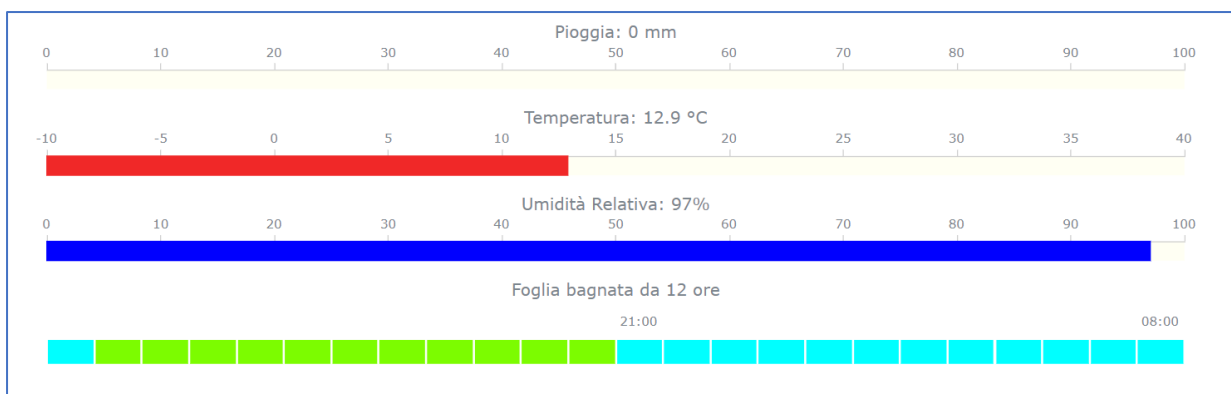 Pioggia: 0 mm
0 10 20 30 40 50 60 70 80 90 100
Temperatura: 12.9 ºC
-10 -5 0 5 10 15 20 25 30 35 40
Umidità Relativa: 97%
0 10 20 30 40 50 60 70 80 90 100
Foglia bagnata da 12 ore
21:00 08:00